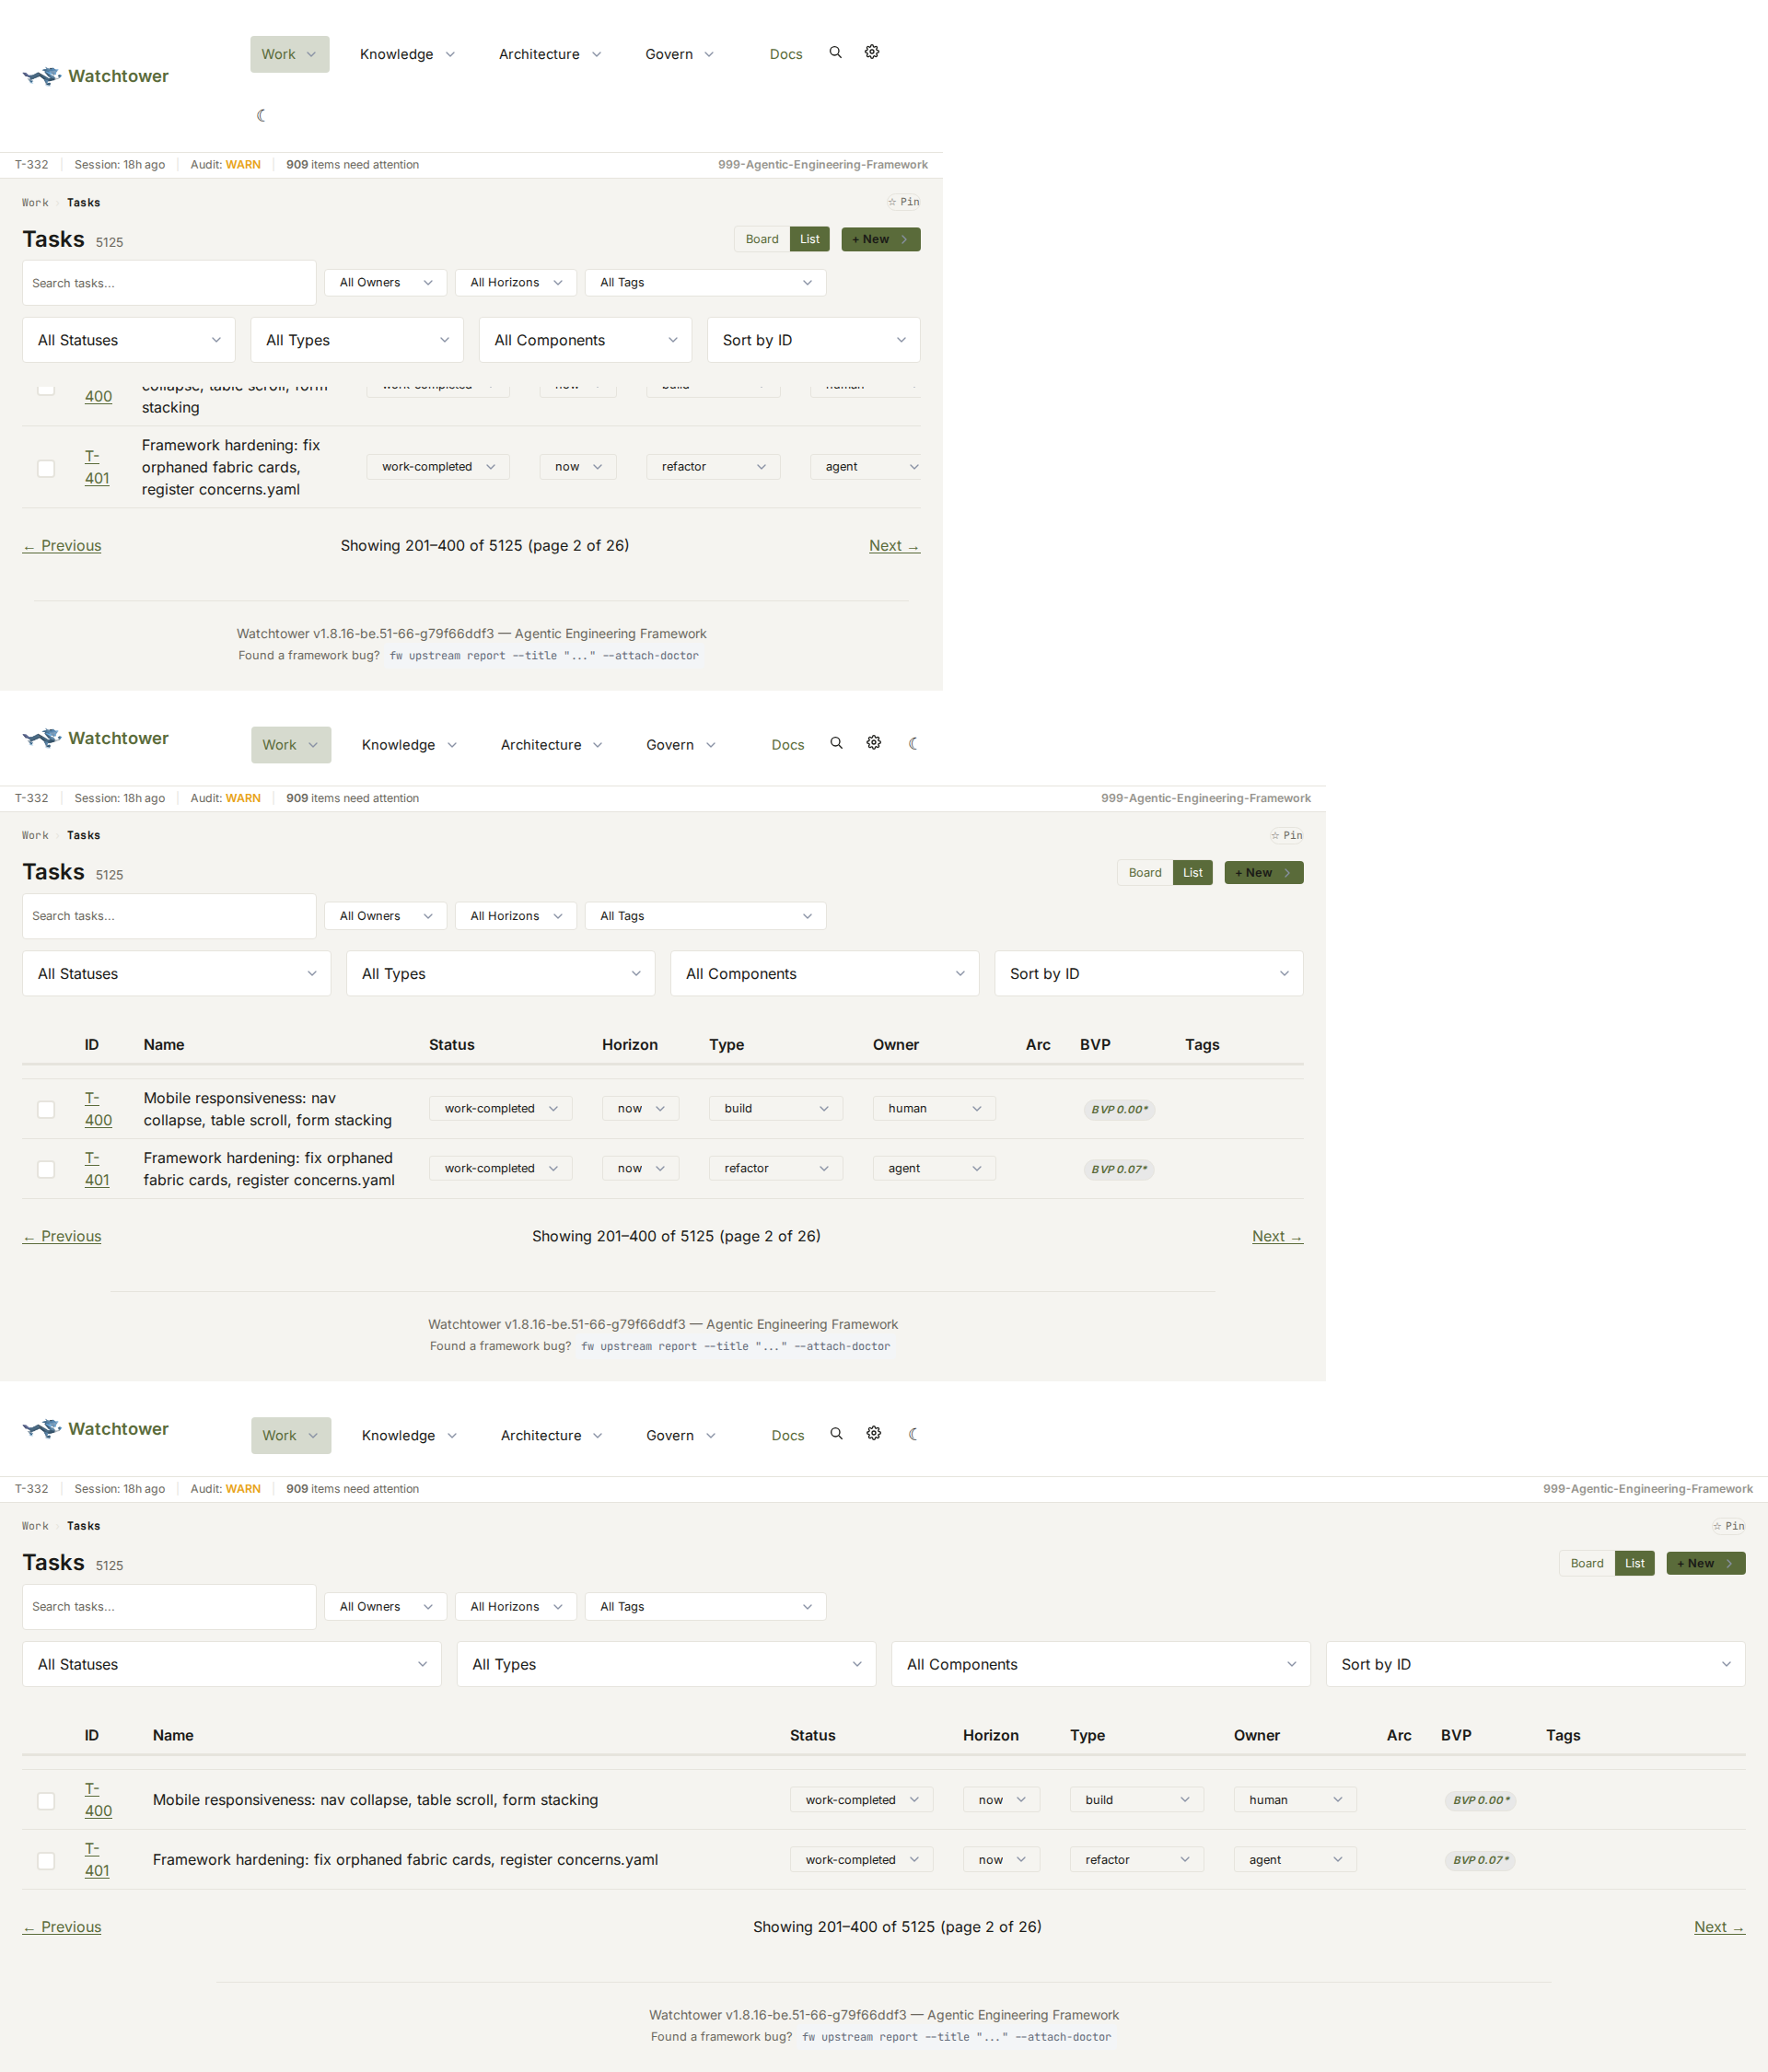 Watchtower
Work Knowledge Architecture Govern Docs
T-332 Session: 18h ago Audit: WARN 909 items need attention 999-Agentic-Engineering-Framework
Work › Tasks ☆ Pin
Tasks 5125 Board List + New
Search tasks... All Owners All Horizons All Tags
All Statuses All Types All Components Sort by ID
400 collapse, table scroll, form stacking work-completed now build human
T-401 Framework hardening: fix orphaned fabric cards, register concerns.yaml work-completed now refactor agent
← Previous Showing 201–400 of 5125 (page 2 of 26) Next →
Watchtower v1.8.16-be.51-66-g79f66ddf3 — Agentic Engineering Framework
Found a framework bug? fw upstream report --title "..." --attach-doctor
Watchtower Work Knowledge Architecture Govern Docs
T-332 Session: 18h ago Audit: WARN 909 items need attention 999-Agentic-Engineering-Framework
Work › Tasks ☆ Pin
Tasks 5125 Board List + New
Search tasks... All Owners All Horizons All Tags
All Statuses All Types All Components Sort by ID
ID Name Status Horizon Type Owner Arc BVP Tags
T-400 Mobile responsiveness: nav collapse, table scroll, form stacking work-completed now build human BVP 0.00*
T-401 Framework hardening: fix orphaned fabric cards, register concerns.yaml work-completed now refactor agent BVP 0.07*
← Previous Showing 201–400 of 5125 (page 2 of 26) Next →
Watchtower v1.8.16-be.51-66-g79f66ddf3 — Agentic Engineering Framework
Found a framework bug? fw upstream report --title "..." --attach-doctor
Watchtower Work Knowledge Architecture Govern Docs
T-332 Session: 18h ago Audit: WARN 909 items need attention 999-Agentic-Engineering-Framework
Work › Tasks ☆ Pin
Tasks 5125 Board List + New
Search tasks... All Owners All Horizons All Tags
All Statuses All Types All Components Sort by ID
ID Name Status Horizon Type Owner Arc BVP Tags
T-400 Mobile responsiveness: nav collapse, table scroll, form stacking work-completed now build human BVP 0.00*
T-401 Framework hardening: fix orphaned fabric cards, register concerns.yaml work-completed now refactor agent BVP 0.07*
← Previous Showing 201–400 of 5125 (page 2 of 26) Next →
Watchtower v1.8.16-be.51-66-g79f66ddf3 — Agentic Engineering Framework
Found a framework bug? fw upstream report --title "..." --attach-doctor